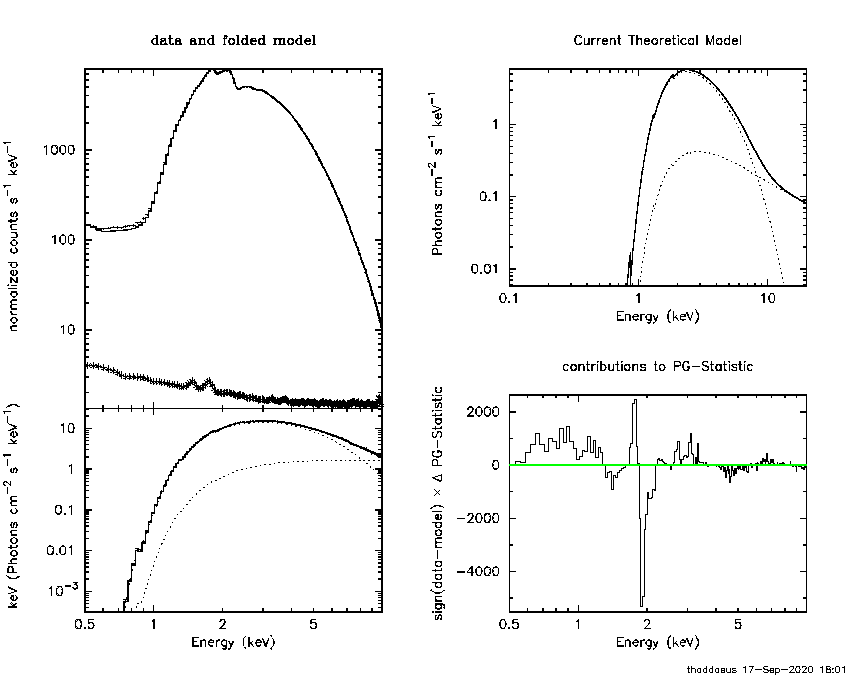 data and folded model
normalized counts s−1 keV−1
1000
100
10
keV (Photons cm−2 s−1 keV−1)
10
1
0.1
0.01
10−3
0.5
1
2
5
Energy (keV)
Current Theoretical Model
Photons cm−2 s−1 keV−1
1
0.1
0.01
0.1
1
10
Energy (keV)
contributions to PG−Statistic
sign(data−model) × Δ PG−Statistic
2000
0
−2000
−4000
0.5
1
2
5
Energy (keV)
thaddaeus 17−Sep−2020 18:01